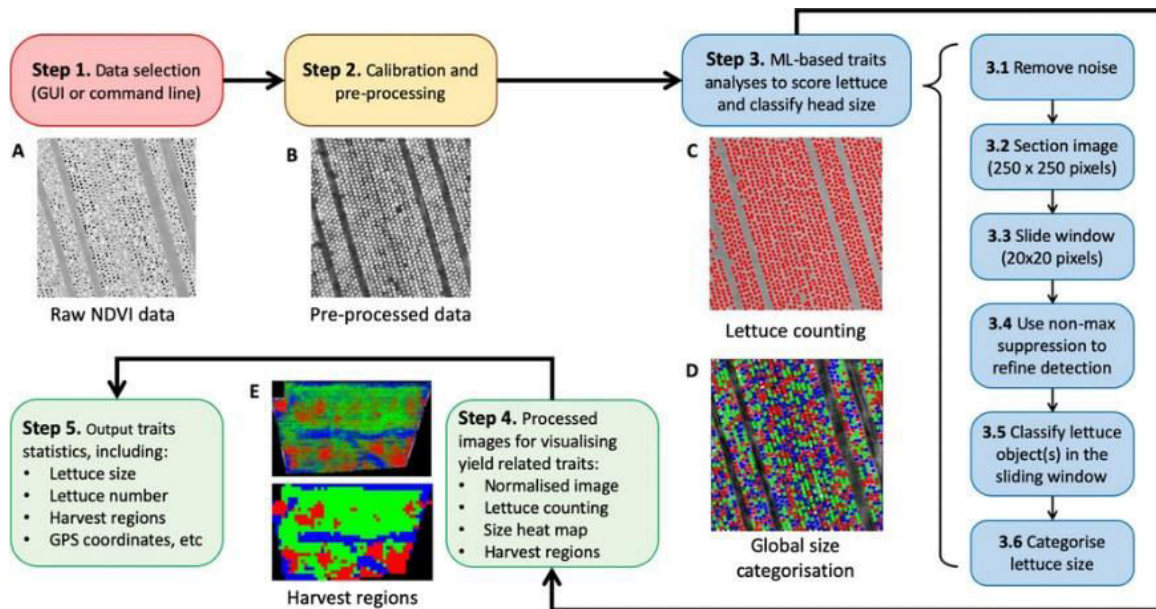 Step 1. Data selection
(GUI or command line)
Step 2. Calibration and
pre-processing
Step 3. ML-based traits
analyses to score lettuce
and classify head size
A
Raw NDVI data
B
Pre-processed data
C
Lettuce counting
D
Global size
categorisation
3.1 Remove noise
3.2 Section image
(250 x 250 pixels)
3.3 Slide window
(20x20 pixels)
3.4 Use non-max
suppression to
refine detection
3.5 Classify lettuce
object(s) in the
sliding window
3.6 Categorise
lettuce size
Step 4. Processed
images for visualising
yield related traits:
• Normalised image
• Lettuce counting
• Size heat map
• Harvest regions
E
Harvest regions
Step 5. Output traits
statistics, including:
• Lettuce size
• Lettuce number
• Harvest regions
• GPS coordinates, etc